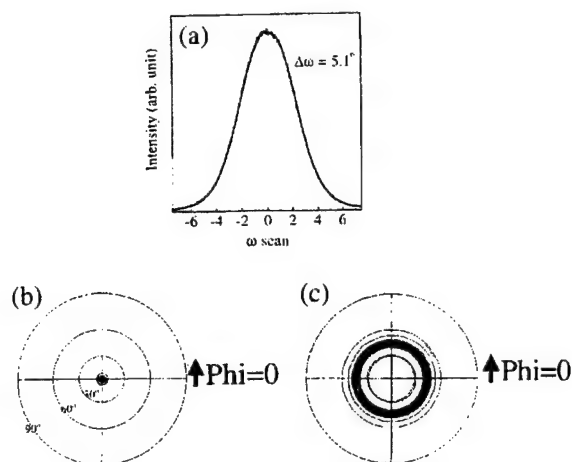 (a)
Δω = 5.1°
Intensity (arb. unit)
-6 -4 -2 0 2 4 6
ω scan
(b)
Phi=0
30°
60°
90°
(c)
Phi=0